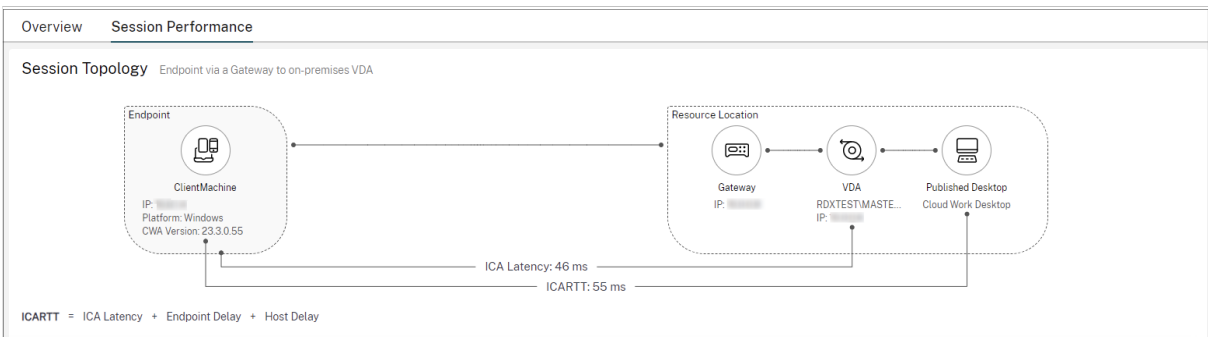 Overview Session Performance
Session Topology Endpoint via a Gateway to on-premises VDA
Endpoint
ClientMachine
IP:
Platform: Windows
CWA Version: 23.3.0.55
Resource Location
Gateway
IP:
VDA
RDXTEST\MASTE...
IP:
Published Desktop
Cloud Work Desktop
ICA Latency: 46 ms
ICARTT: 55 ms
ICARTT = ICA Latency + Endpoint Delay + Host Delay